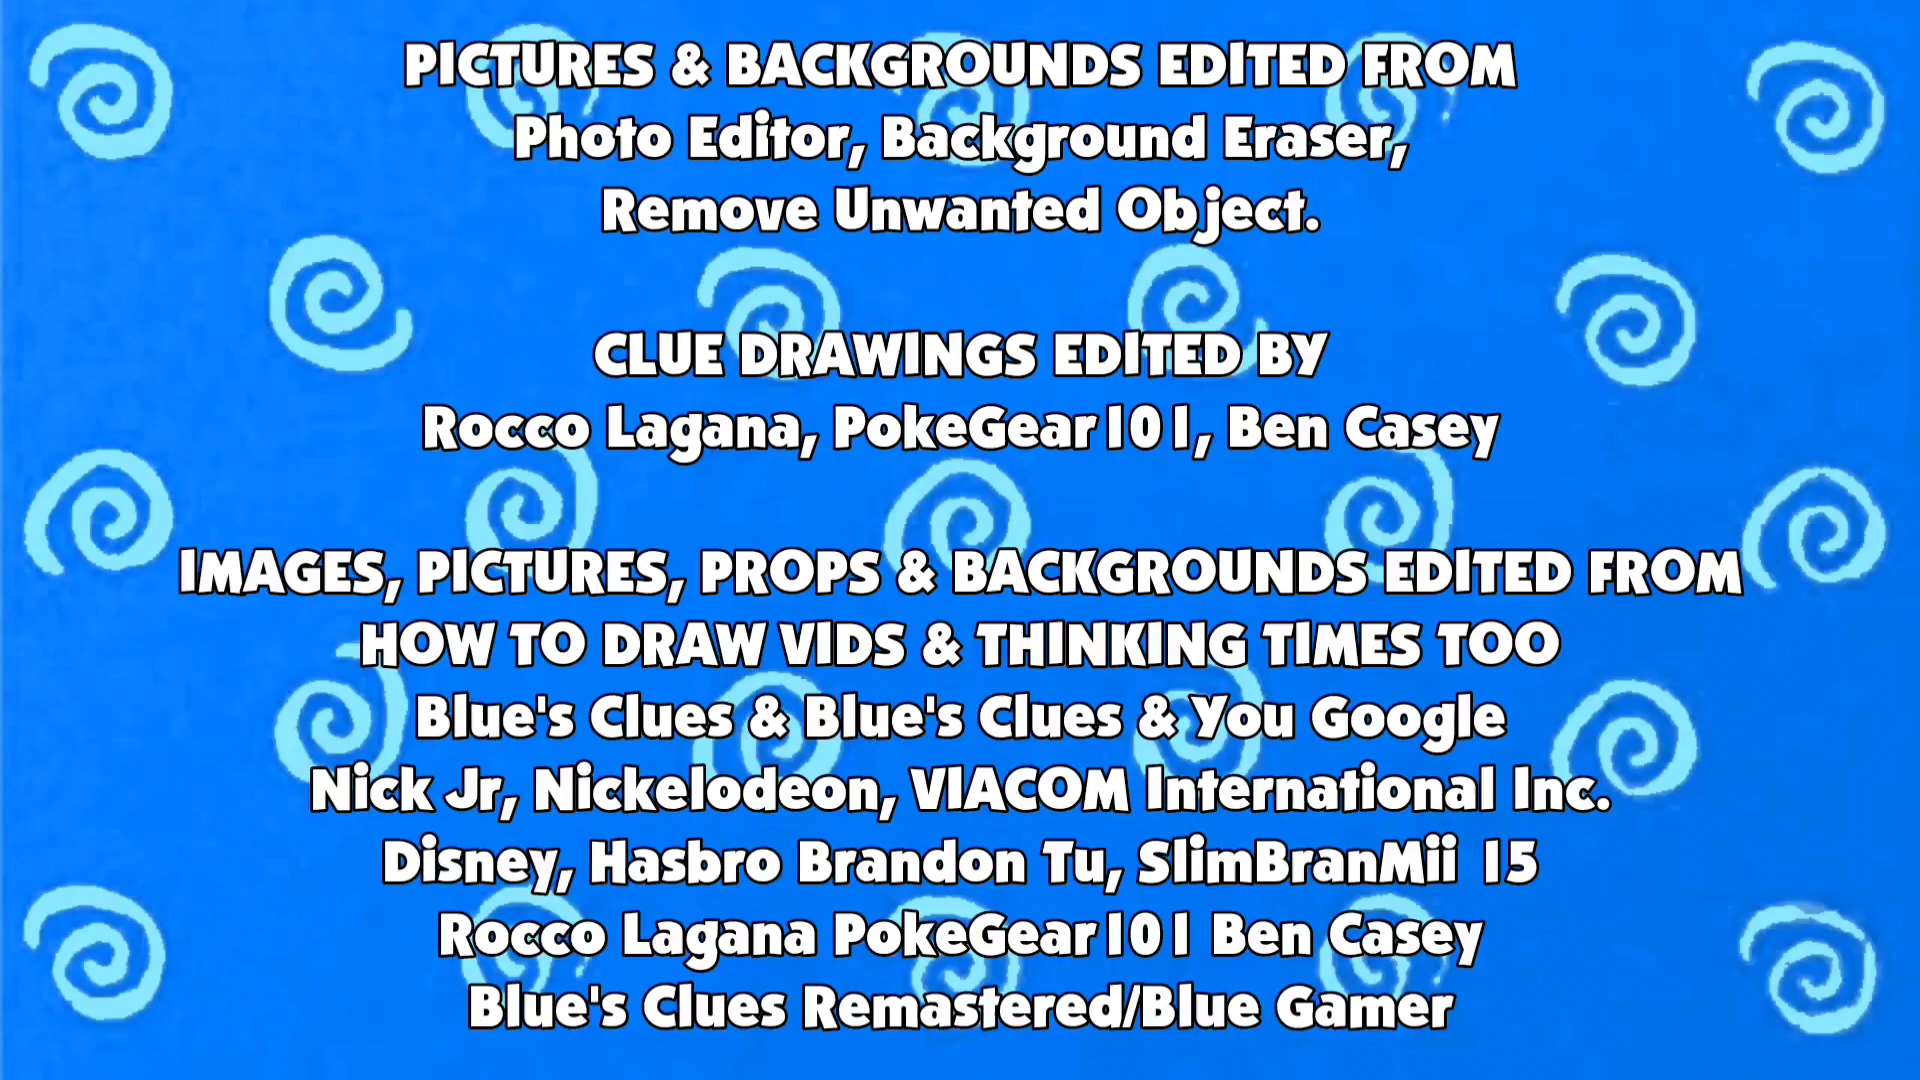 PICTURES & BACKGROUNDS EDITED FROM
Photo Editor, Background Eraser,
Remove Unwanted Object.
CLUE DRAWINGS EDITED BY
Rocco Lagana, PokeGear101, Ben Casey
IMAGES, PICTURES, PROPS & BACKGROUNDS EDITED FROM
HOW TO DRAW VIDS & THINKING TIMES TOO
Blue's Clues & Blue's Clues & You Google
Nick Jr, Nickelodeon, VIACOM International Inc.
Disney, Hasbro Brandon Tu, SlimBranMii 15
Rocco Lagana PokeGear101 Ben Casey
Blue's Clues Remastered/Blue Gamer